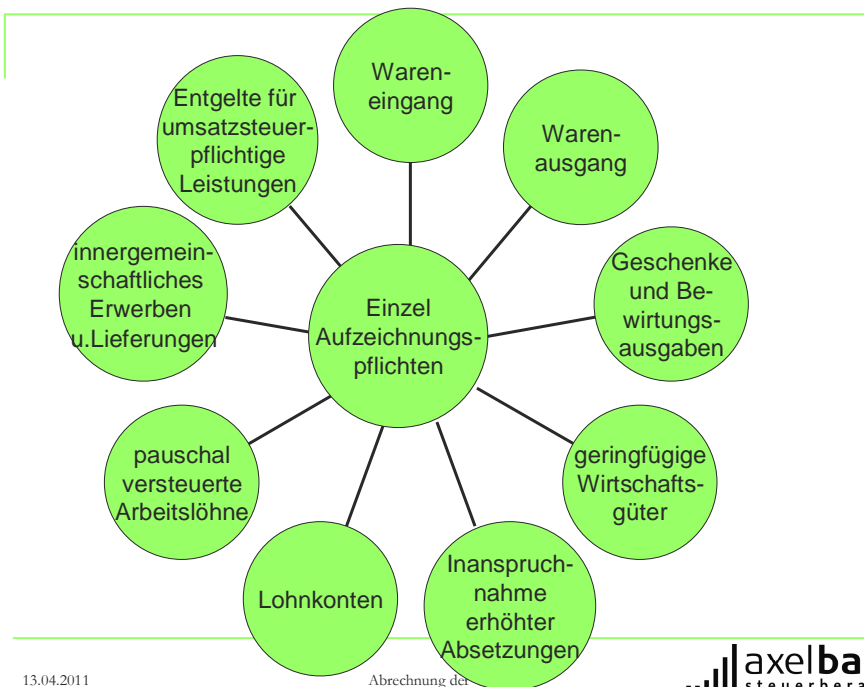 Waren-
eingang
Waren-
ausgang
Geschenke
und Be-
wirtungs-
ausgaben
geringfügige
Wirtschafts-
güter
Inanspruch-
nahme
erhöhter
Absetzungen
Lohnkonten
pauschal
versteuerte
Arbeitslöhne
innergemein-
schaftliches
Erwerben
u.Lieferungen
Entgelte für
umsatzsteuer-
pflichtige
Leistungen
Einzel
Aufzeichnungs-
pflichten
13.04.2011
Abrechnung der
axelba
steuerbera